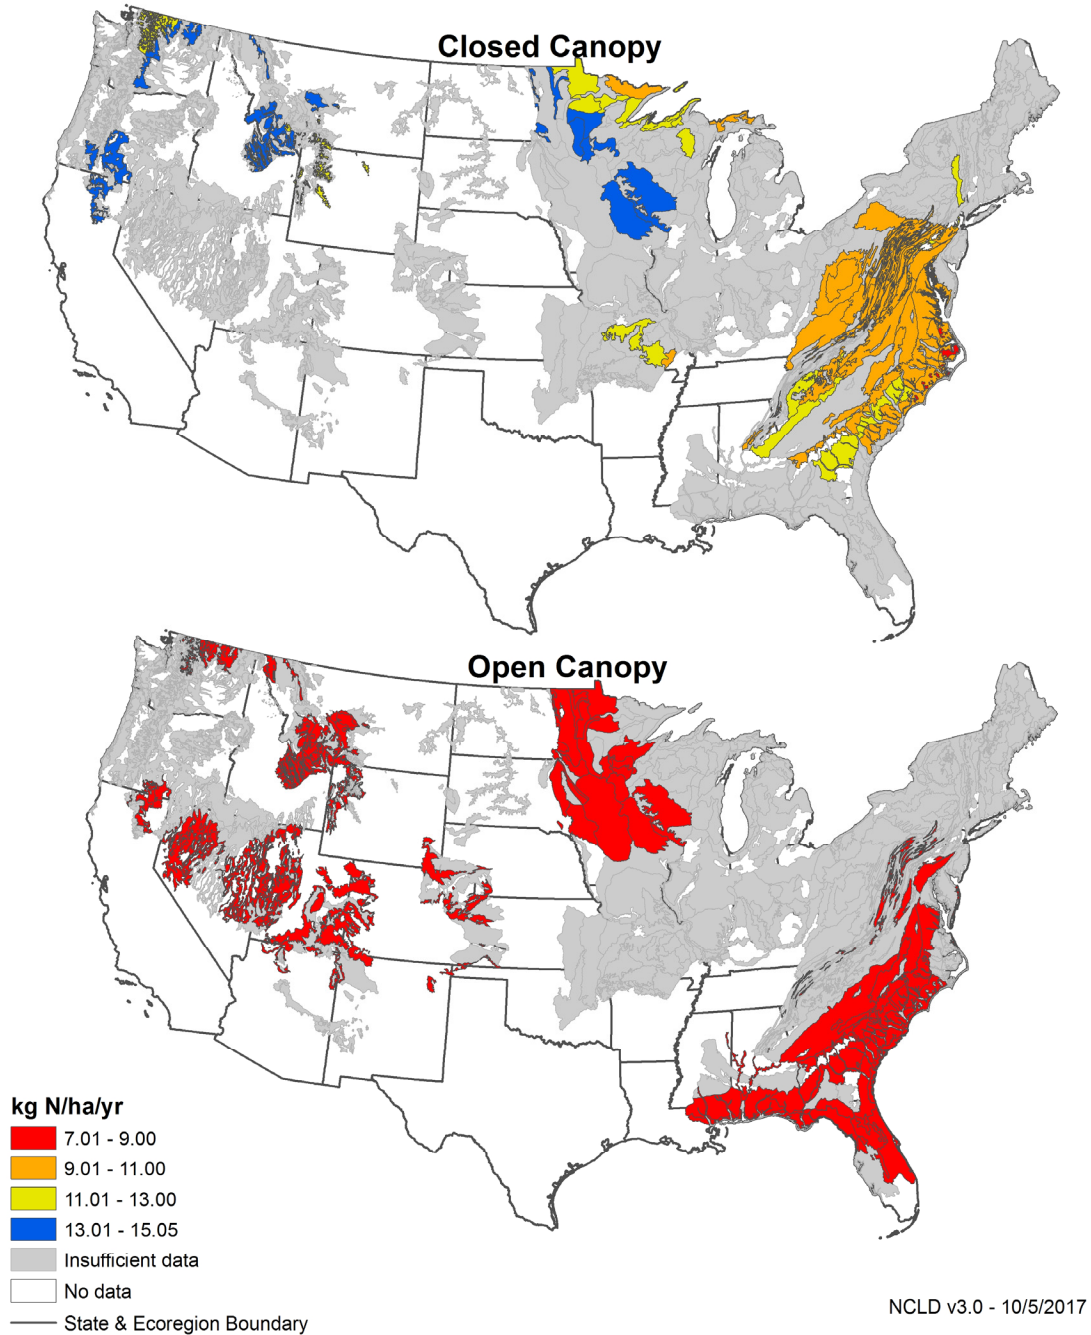 Closed Canopy
Open Canopy
kg N/ha/yr
7.01 - 9.00
9.01 - 11.00
11.01 - 13.00
13.01 - 15.05
Insufficient data
No data
State & Ecoregion Boundary
NCLD v3.0 - 10/5/2017